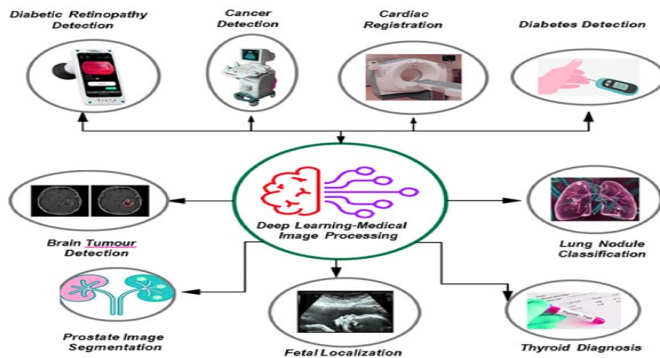 Diabetic Retinopathy
Detection
Cancer
Detection
Cardiac
Registration
Diabetes Detection
Deep Learning-Medical
Image Processing
Brain Tumour
Detection
Lung Nodule
Classification
Prostate Image
Segmentation
Fetal Localization
Thyroid Diagnosis